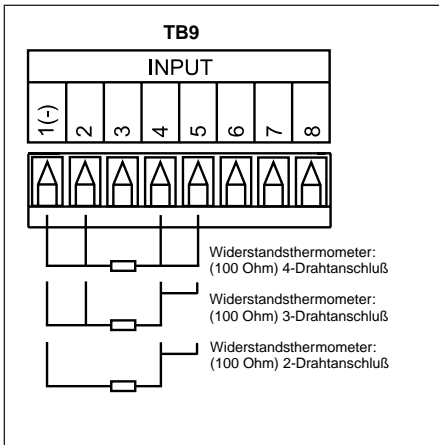 TB9
INPUT
1(-) 2 3 4 5 6 7 8
Widerstandsthermometer:
(100 Ohm) 4-Drahtanschluß
Widerstandsthermometer:
(100 Ohm) 3-Drahtanschluß
Widerstandsthermometer:
(100 Ohm) 2-Drahtanschluß